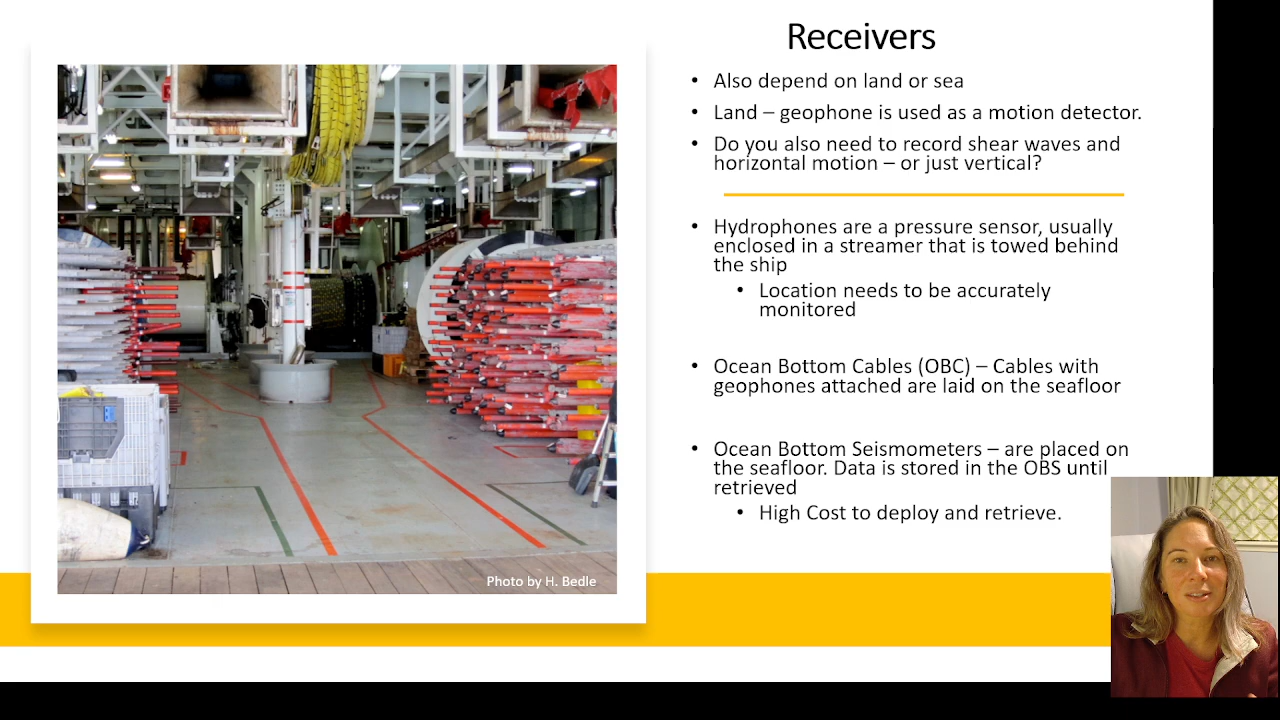 Receivers
• Also depend on land or sea
• Land – geophone is used as a motion detector.
• Do you also need to record shear waves and
horizontal motion – or just vertical?
• Hydrophones are a pressure sensor, usually
enclosed in a streamer that is towed behind
the ship
• Location needs to be accurately
monitored
• Ocean Bottom Cables (OBC) – Cables with
geophones attached are laid on the seafloor
• Ocean Bottom Seismometers – are placed on
the seafloor. Data is stored in the OBS until
retrieved
• High Cost to deploy and retrieve.
Photo by H. Bedle